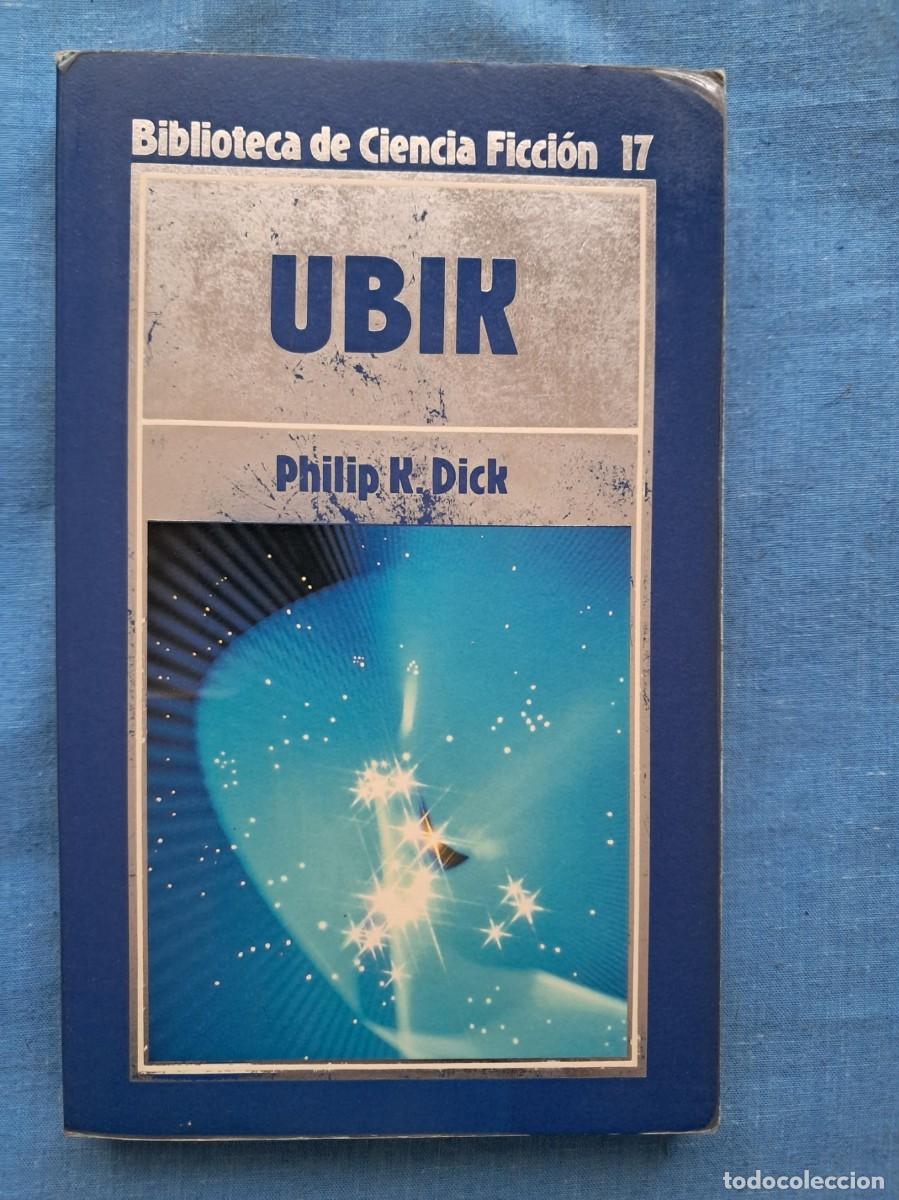 Biblioteca de Ciencia Ficción 17
UBIK
Philip K. Dick
todocoleccion